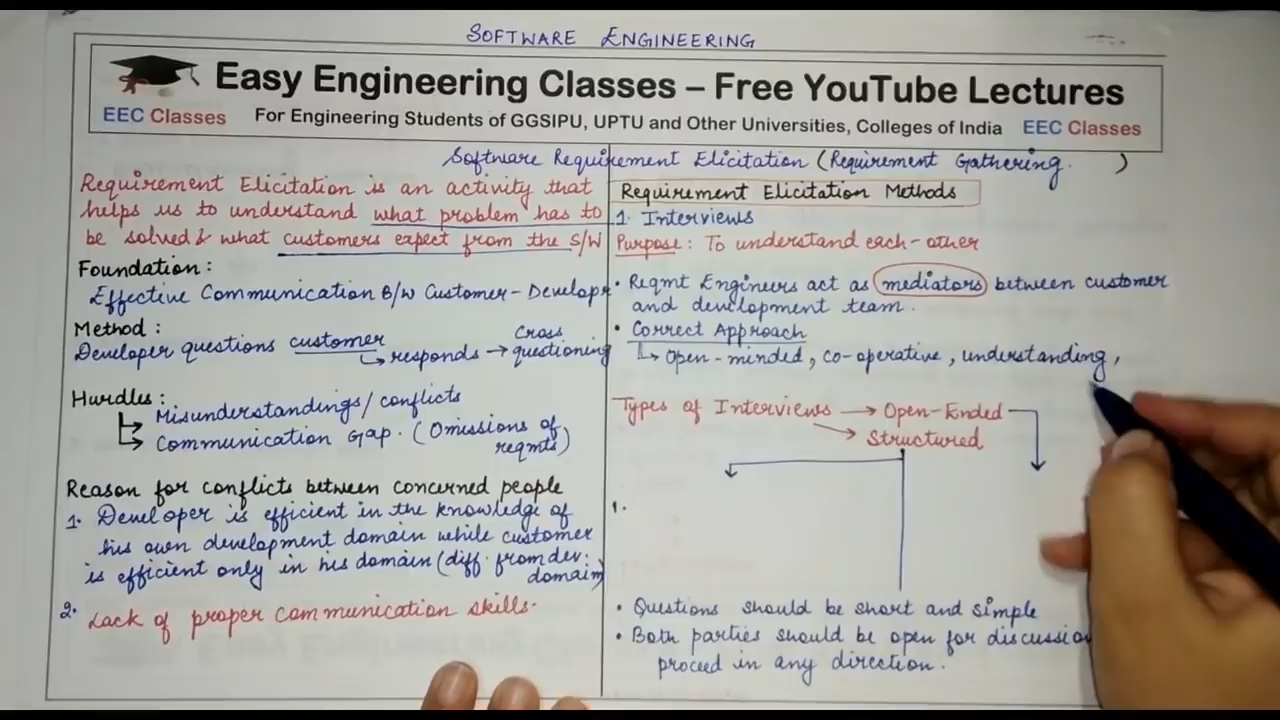 SOFTWARE ENGINEERING
Easy Engineering Classes – Free YouTube Lectures
EEC Classes For Engineering Students of GGSIPU, UPTU and Other Universities, Colleges of India EEC Classes
Software Requirement Elicitation (Requirement Gathering )
Requirement Elicitation is an activity that
helps us to understand what problem has to
be solved & what customers expect from the S/W
Foundation:
Effective Communication B/W Customer-Developr
Method:
Developer questions customer
responds → cross
questioning
Hurdles:
Misunderstandings/conflicts
Communication Gap. (Omissions of
reqmts)
Reason for conflicts between concerned people
1. Developer is efficient in the knowledge of
his own development domain while customer
is efficient only in his domain (diff. from dev.
domain)
2. Lack of proper communication skills.
Requirement Elicitation Methods
1. Interviews
Purpose: To understand each-other
• Reqmt Engineers act as mediators between customer
and development team.
• Correct Approach
↳ Open-minded, co-operative, understanding,
Types of Interviews → Open-Ended
→ Structured
1.
• Questions should be short and simple
• Both parties should be open for discussion
proceed in any direction.